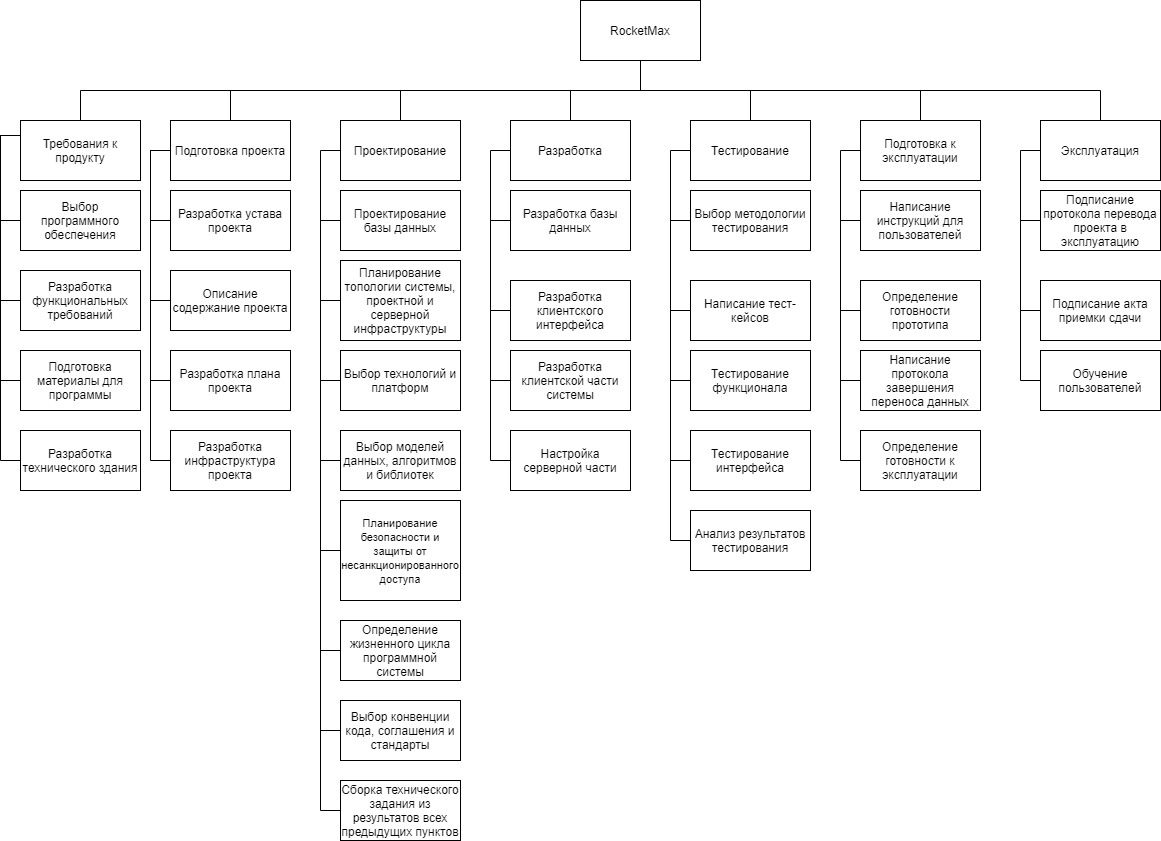 RocketMax
Требования к
продукту
Выбор
программного
обеспечения
Разработка
функциональных
требований
Подготовка
материалы для
программы
Разработка
технического здания
Подготовка проекта
Разработка устава
проекта
Описание
содержание проекта
Разработка плана
проекта
Разработка
инфраструктура
проекта
Проектирование
Проектирование
базы данных
Планирование
топологии системы,
проектной и
серверной
инфраструктуры
Выбор технологий и
платформ
Выбор моделей
данных, алгоритмов
и библиотек
Планирование
безопасности и
защиты от
несанкционированного
доступа
Определение
жизненного цикла
программной
системы
Выбор конвенции
кода, соглашения и
стандарты
Сборка технического
задания из
результатов всех
предыдущих пунктов
Разработка
Разработка базы
данных
Разработка
клиентского
интерфейса
Разработка
клиентской части
системы
Настройка
серверной части
Тестирование
Выбор методологии
тестирования
Написание тест-
кейсов
Тестирование
функционала
Тестирование
интерфейса
Анализ результатов
тестирования
Подготовка к
эксплуатации
Написание
инструкций для
пользователей
Определение
готовности
прототипа
Написание
протокола
завершения
переноса данных
Определение
готовности к
эксплуатации
Эксплуатация
Подписание
протокола перевода
проекта в
эксплуатацию
Подписание акта
приемки сдачи
Обучение
пользователей